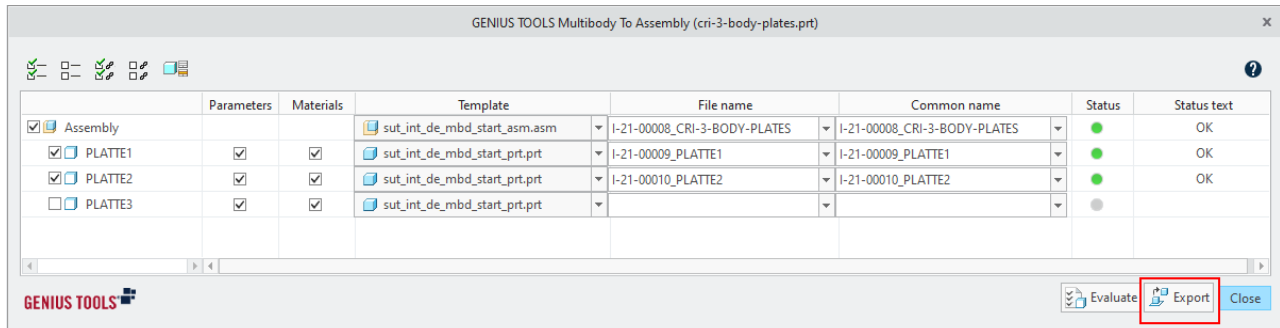 GENIUS TOOLS Multibody To Assembly (cri-3-body-plates.prt)
Parameters Materials Template File name Common name Status Status text
Assembly sut_int_de_mbd_start_asm.asm I-21-00008_CRI-3-BODY-PLATES I-21-00008_CRI-3-BODY-PLATES OK
PLATTE1 sut_int_de_mbd_start_prt.prt I-21-00009_PLATTE1 I-21-00009_PLATTE1 OK
PLATTE2 sut_int_de_mbd_start_prt.prt I-21-00010_PLATTE2 I-21-00010_PLATTE2 OK
PLATTE3 sut_int_de_mbd_start_prt.prt
GENIUS TOOLS Evaluate Export Close